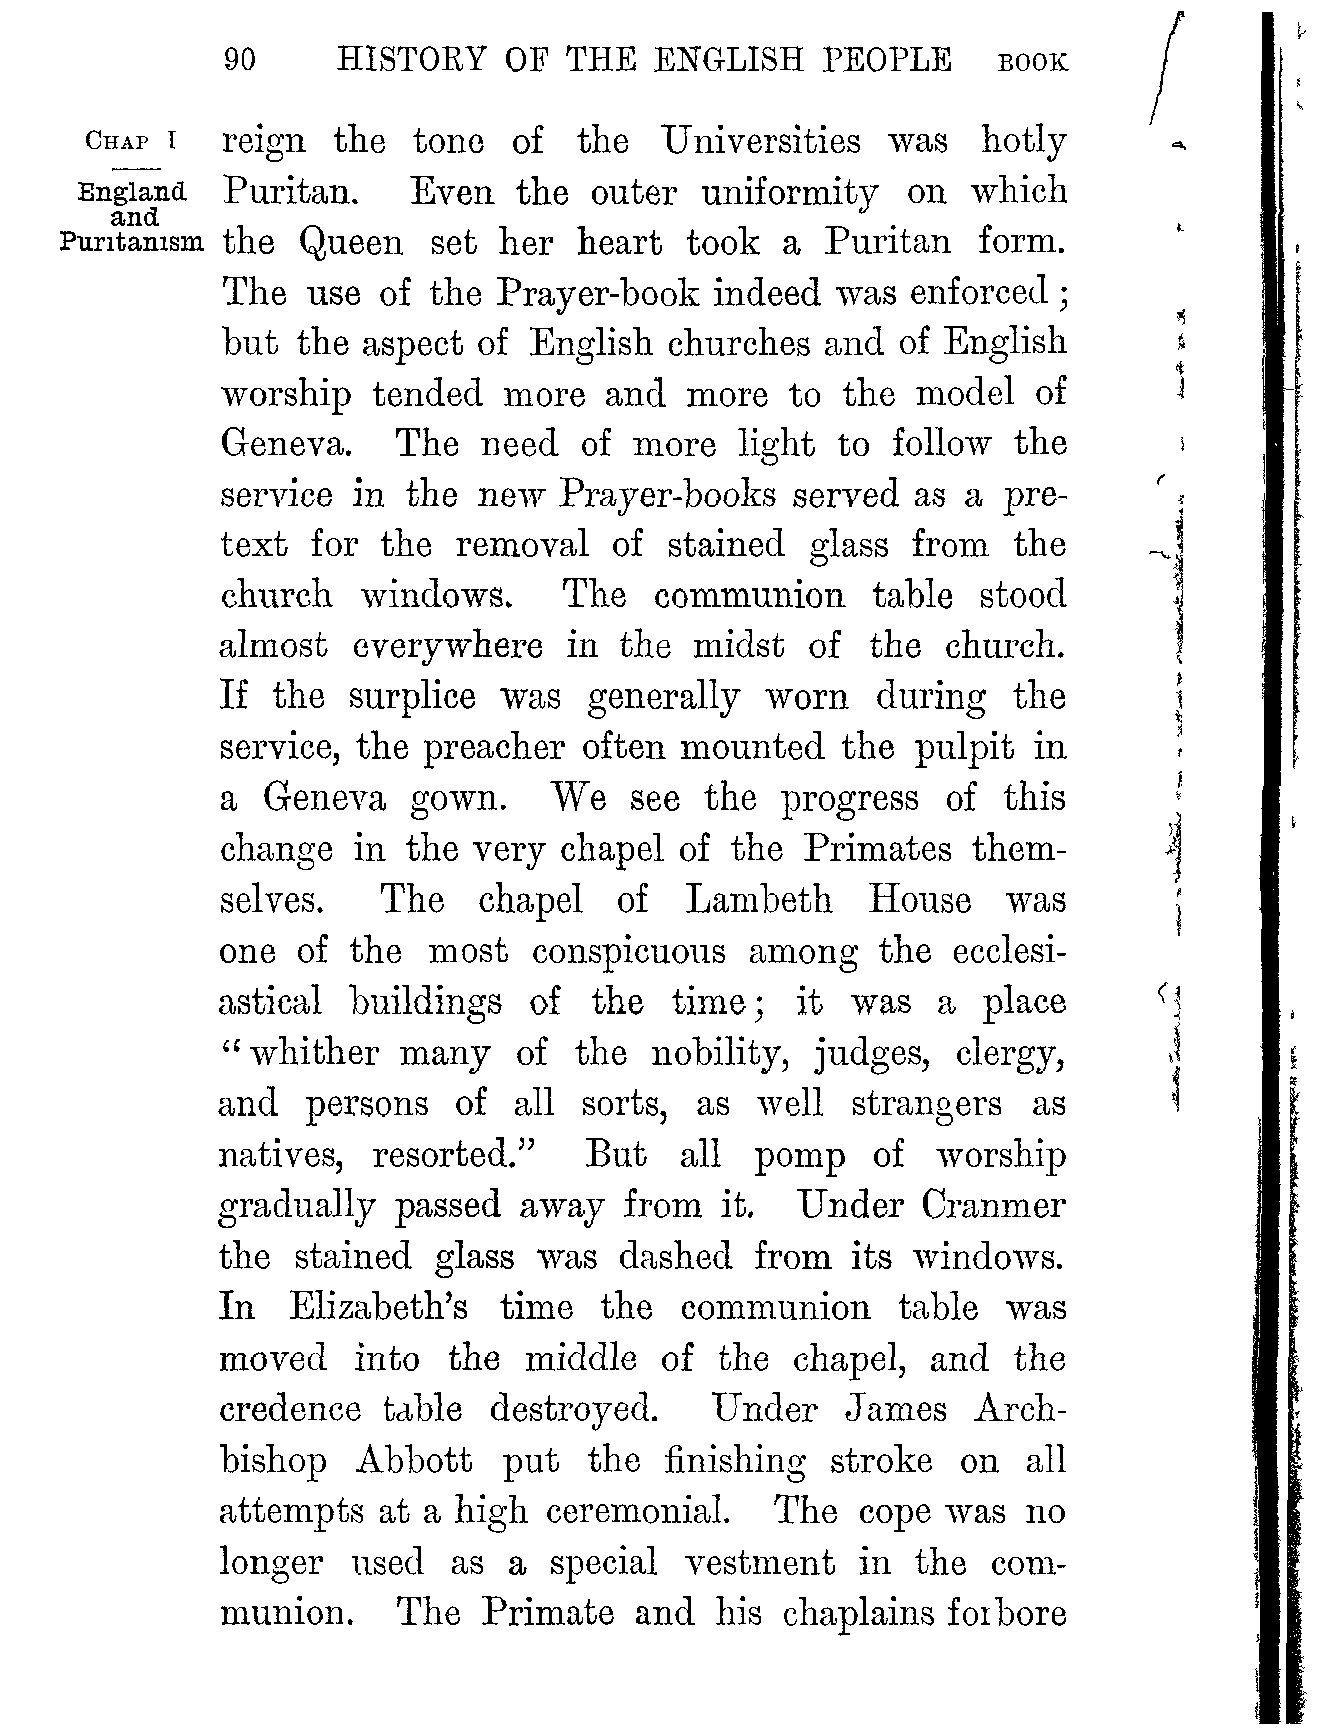 90 HISTORY OF THE ENGLISH PEOPLE BOOK
CHAP I
England
and
Puritanism
reign the tone of the Universities was hotly
Puritan. Even the outer uniformity on which
the Queen set her heart took a Puritan form.
The use of the Prayer-book indeed was enforced;
but the aspect of English churches and of English
worship tended more and more to the model of
Geneva. The need of more light to follow the
service in the new Prayer-books served as a pre-
text for the removal of stained glass from the
church windows. The communion table stood
almost everywhere in the midst of the church.
If the surplice was generally worn during the
service, the preacher often mounted the pulpit in
a Geneva gown. We see the progress of this
change in the very chapel of the Primates them-
selves. The chapel of Lambeth House was
one of the most conspicuous among the ecclesi-
astical buildings of the time; it was a place
“whither many of the nobility, judges, clergy,
and persons of all sorts, as well strangers as
natives, resorted.” But all pomp of worship
gradually passed away from it. Under Cranmer
the stained glass was dashed from its windows.
In Elizabeth’s time the communion table was
moved into the middle of the chapel, and the
credence table destroyed. Under James Arch-
bishop Abbott put the finishing stroke on all
attempts at a high ceremonial. The cope was no
longer used as a special vestment in the com-
munion. The Primate and his chaplains forbore